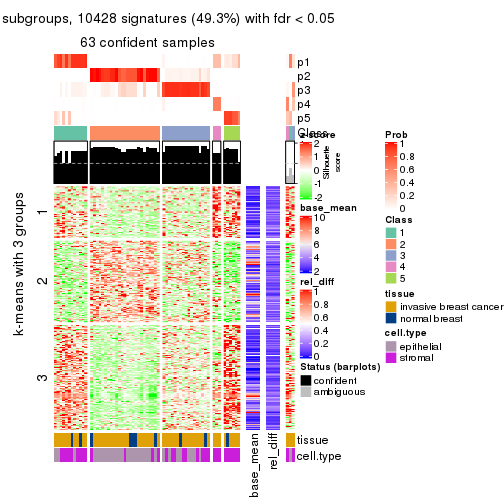 subgroups, 10428 signatures (49.3%) with fdr < 0.05
63 confident samples
p1
p2
p3
p4
p5
Class
Silhouette
score
k-means with 3 groups
1
2
3
base_mean
rel_diff
tissue
cell.type
z-score
2
1
0
-1
-2
base_mean
10
8
6
4
2
rel_diff
1
0.8
0.6
0.4
0.2
0
Status (barplots)
confident
ambiguous
Prob
1
0.8
0.6
0.4
0.2
0
Class
1
2
3
4
5
tissue
invasive breast cancer
normal breast
cell.type
epithelial
stromal